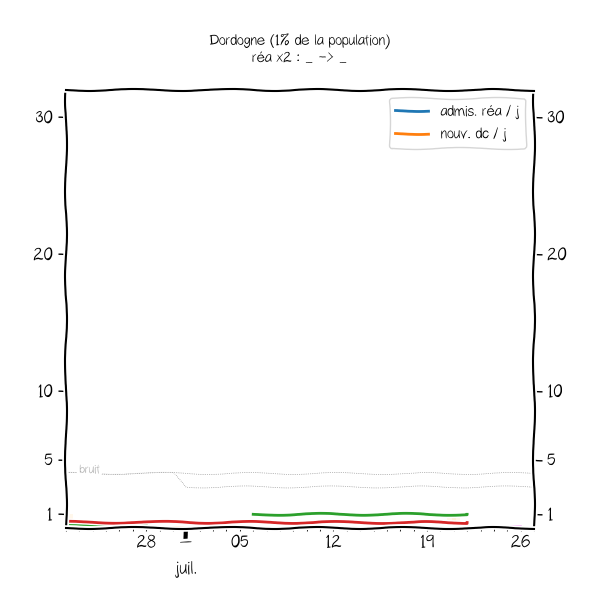 Dordogne (1% de la population)
réa x2 : _ -> _
admis. réa / j
nouv. dc / j
30
30
20
20
10
10
5
5
bruit
1
1
28
05
12
19
26
juil.